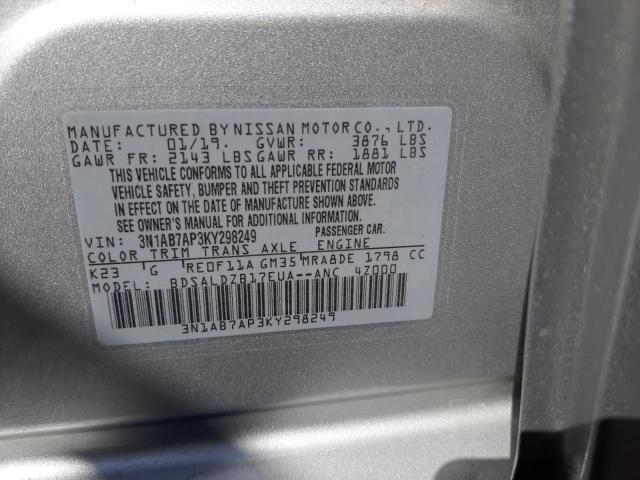 MANUFACTURED BY NISSAN MOTOR CO., LTD.
DATE: 01/19. GVWR: 3876 LBS
GAWR FR: 2143 LBS GAWR RR: 1881 LBS
THIS VEHICLE CONFORMS TO ALL APPLICABLE FEDERAL MOTOR
VEHICLE SAFETY, BUMPER AND THEFT PREVENTION STANDARDS
IN EFFECT ON THE DATE OF MANUFACTURE SHOWN ABOVE.
SEE OWNER'S MANUAL FOR ADDITIONAL INFORMATION.
VIN: 3N1AB7AP3KY298249 PASSENGER CAR.
COLOR TRIM TRANS AXLE ENGINE
K23 G RE0F11A GM35 MRA8DE 1798 CC
MODEL: BDSALDZB17EUA--ANC 47000
3N1AB7AP3KY298249